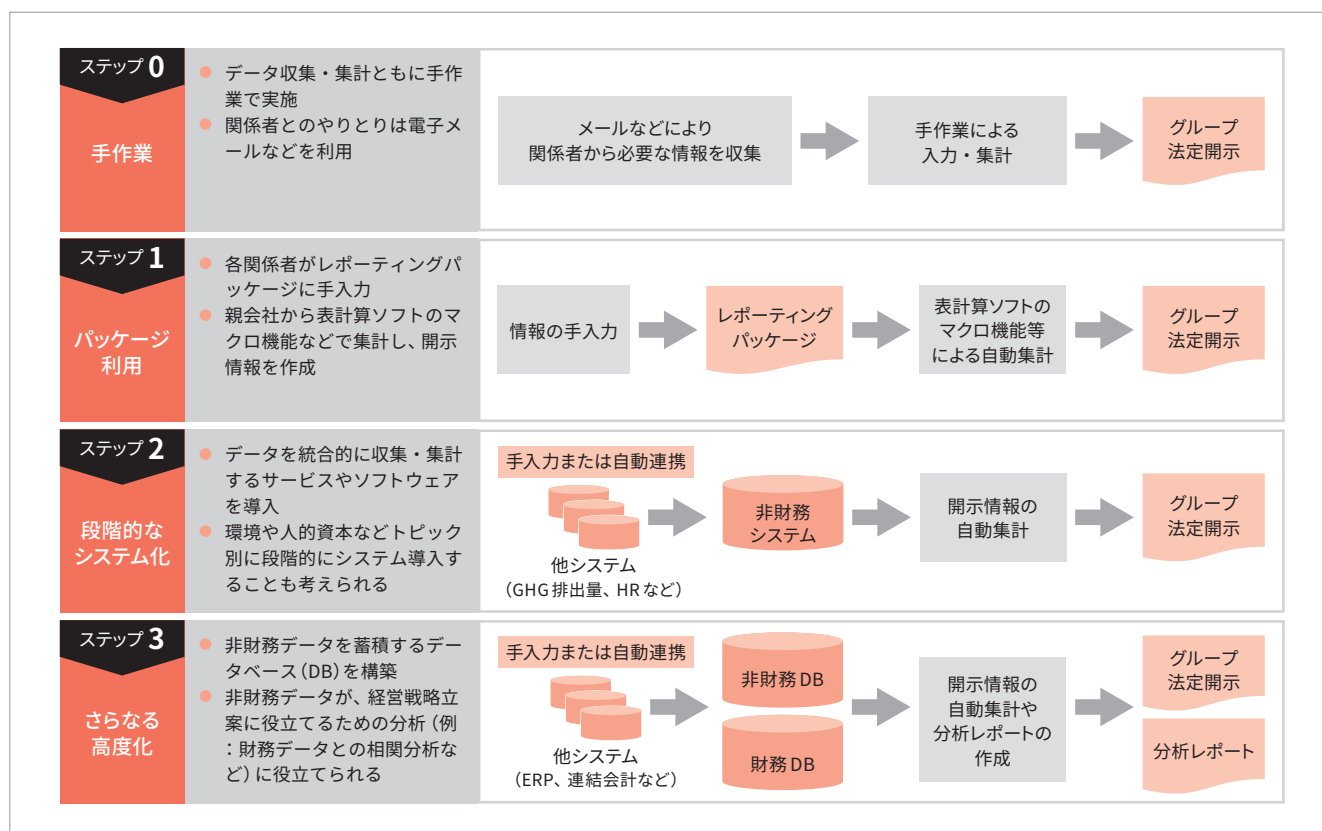 ステップ 0
手作業
● データ収集・集計ともに手作
業で実施
● 関係者とのやりとりは電子メ
ールなどを利用
メールなどにより
関係者から必要な情報を収集
手作業による
入力・集計
グループ
法定開示
ステップ 1
パッケージ
利用
● 各関係者がレポーティングパ
ッケージに手入力
● 親会社から表計算ソフトのマ
クロ機能などで集計し、開示
情報を作成
情報の手入力
レポーティング
パッケージ
表計算ソフトの
マクロ機能等
による自動集計
グループ
法定開示
ステップ 2
段階的な
システム化
● データを統合的に収集・集計
するサービスやソフトウェア
を導入
● 環境や人的資本などトピック
別に段階的にシステム導入す
ることも考えられる
手入力または自動連携
他システム
（GHG排出量、HRなど）
非財務
システム
開示情報の
自動集計
グループ
法定開示
ステップ 3
さらなる
高度化
● 非財務データを蓄積するデー
タベース（DB）を構築
● 非財務データが、経営戦略立
案に役立てるための分析（例
：財務データとの相関分析な
ど）に役立てられる
手入力または自動連携
他システム
（ERP、連結会計など）
非財務DB
財務DB
開示情報の
自動集計や
分析レポートの
作成
グループ
法定開示
分析レポート